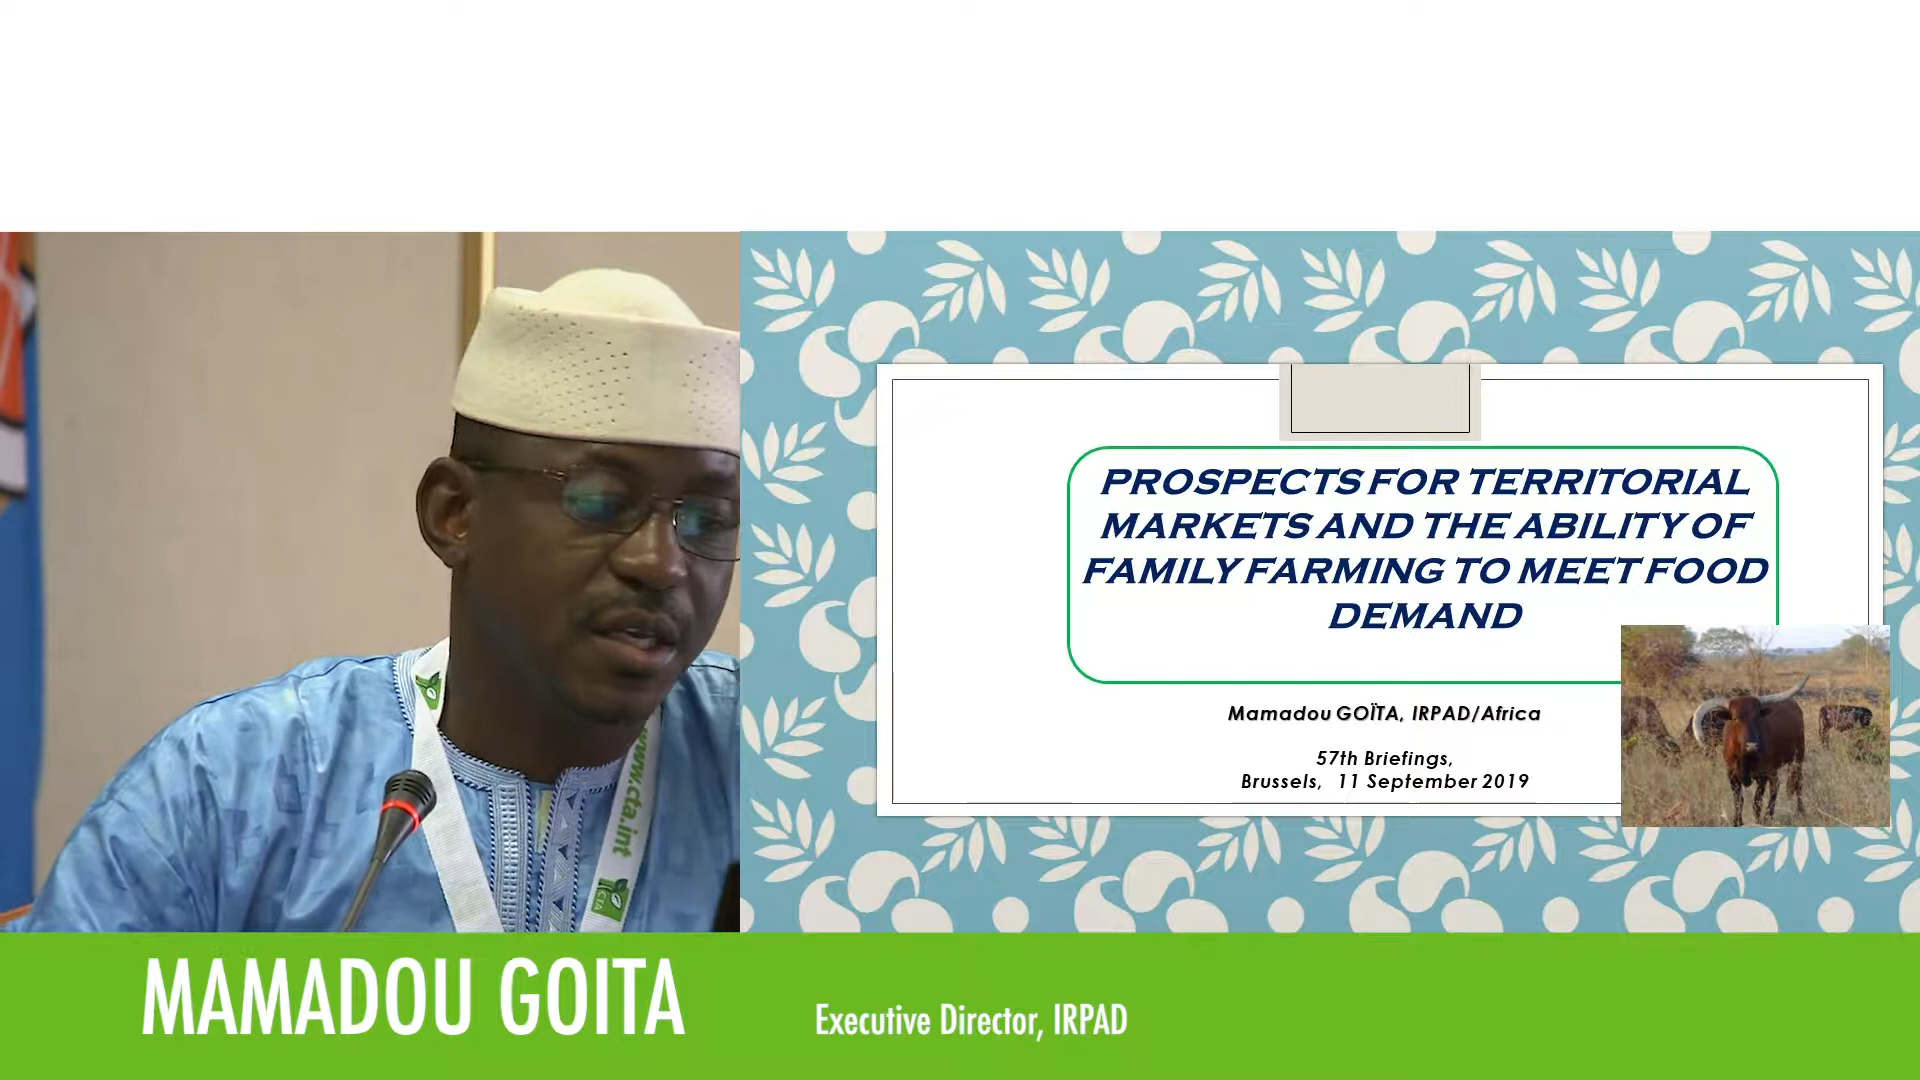 www.cta.int
CTA
PROSPECTS FOR TERRITORIAL
MARKETS AND THE ABILITY OF
FAMILY FARMING TO MEET FOOD
DEMAND
Mamadou GOÏTA, IRPAD/Africa
57th Briefings,
Brussels, 11 September 2019
MAMADOU GOITA
Executive Director, IRPAD